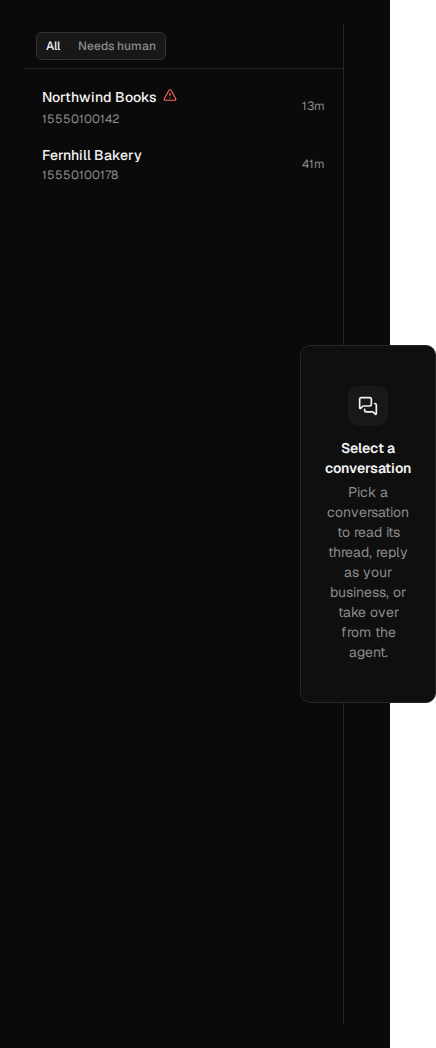 All Needs human
Northwind Books
13m
15550100142
Fernhill Bakery
41m
15550100178
Select a
conversation
Pick a
conversation
to read its
thread, reply
as your
business, or
take over
from the
agent.